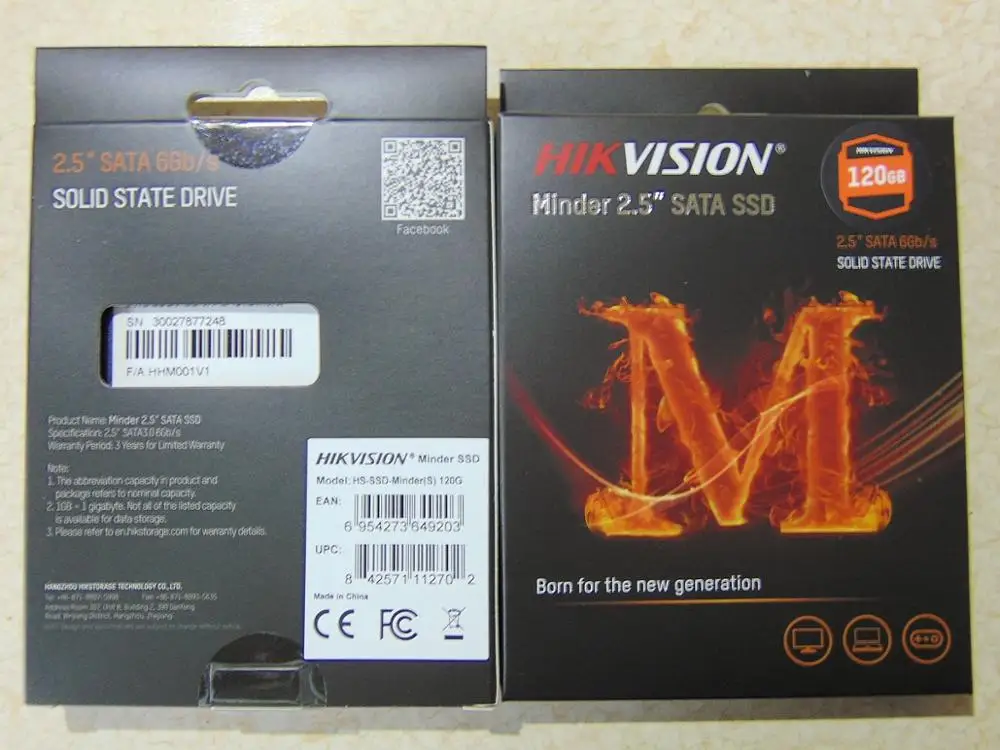 2.5" SATA 6Gb/s
SOLID STATE DRIVE
Facebook
SN 30027877248
F/A HHM001V1
Product Name: Minder 2.5" SATA SSD
Specification: 2.5" SATA3.0 6Gb/s
Warranty Period: 3 Years for Limited Warranty
Note:
1. The abbreviation capacity in product and
package refers to nominal capacity.
2. 1GB = 1 gigabyte. Not all of the listed capacity
is available for data storage.
3. Please refer to en.hikstorage.com for warranty details.
HANGZHOU HIKSTORAGE TECHNOLOGY CO., LTD.
HIKVISION® Minder SSD
Model: HS-SSD-Minder(S) 120G
EAN:
6 954273 649203
UPC:
8 42571 11270 2
Made in China
CE FC
HIKVISION®
Minder 2.5" SATA SSD
HIKVISION
120GB
2.5" SATA 6Gb/s
SOLID STATE DRIVE
M
Born for the new generation